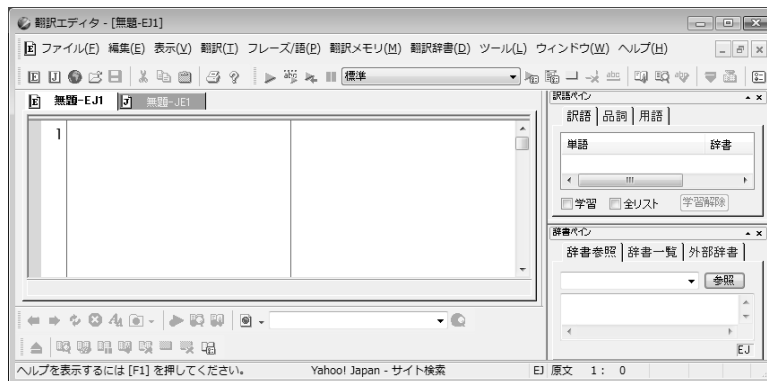 翻訳エディタ - [無題-EJ1]
ファイル(F) 編集(E) 表示(V) 翻訳(T) フレーズ/語(P) 翻訳メモリ(M) 翻訳辞書(D) ツール(L) ウィンドウ(W) ヘルプ(H)
標準
無題-EJ1 無題-JE1
1
訳語ペイン
訳語 品詞 用語
単語 辞書
学習 全リスト 学習解除
辞書ペイン
辞書参照 辞書一覧 外部辞書
参照
EJ
ヘルプを表示するには [F1] を押してください。 Yahoo! Japan - サイト検索 EJ 原文 1: 0